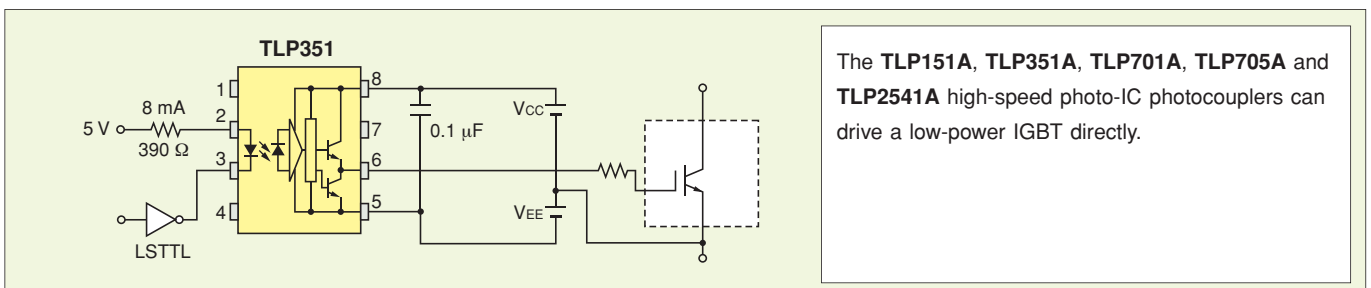 TLP351
1
8
8 mA
2
5 V
7
390 Ω
0.1 μF
VCC
3
6
4
5
VEE
LSTTL
The TLP151A, TLP351A, TLP701A, TLP705A and
TLP2541A high-speed photo-IC photocouplers can
drive a low-power IGBT directly.